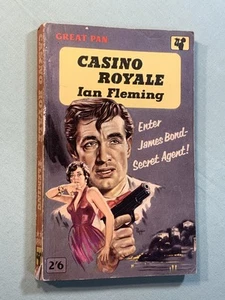 GREAT PAN
CASINO
ROYALE
Ian Fleming
Enter
James Bond-
Secret Agent!
2/6
CASINO ROYALE
FLEMING